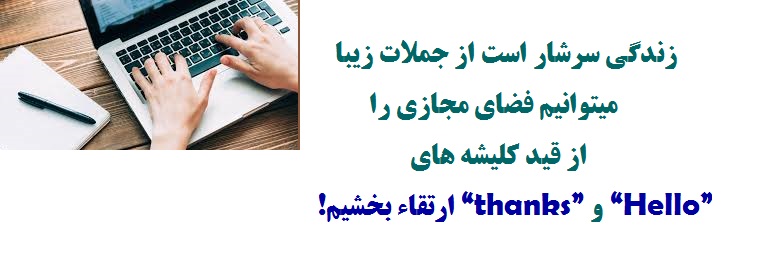 زندگی سرشار است از جملات زیبا
میتوانیم فضای مجازی را
از قید کلیشه های
“Hello” و “thanks” ارتقاء بخشیم!